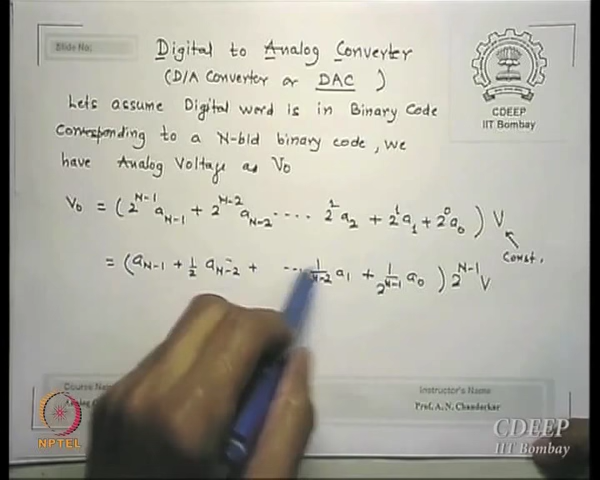 Slide No:
Digital to Analog Converter
(D/A Converter or DAC )
CDEEP
IIT Bombay
Lets assume Digital word is in Binary Code
Corresponding to a N-bit binary code, we
have Analog Voltage as V₀
V₀ = (2^{N-1} a_{N-1} + 2^{N-2} a_{N-2} .... 2^2 a_2 + 2^1 a_1 + 2^0 a_0) V
Const.
= (a_{N-1} + 1/2 a_{N-2} + ... 1/2^{N-2} a_1 + 1/2^{N-1} a_0) 2^{N-1} V
Course Name
Instructor's Name
Prof. A. N. Chandorkar
NPTEL
CDEEP
IIT Bombay